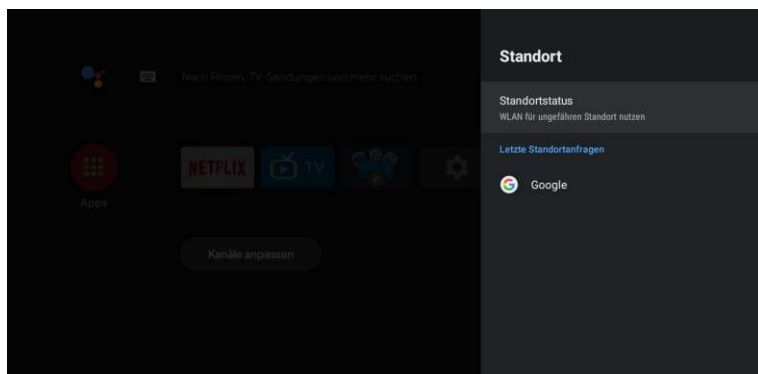 Standort
Nach Filmen, TV-Sendungen und mehr suchen
Standortstatus
WLAN für ungefähren Standort nutzen
Letzte Standortanfragen
NETFLIX
TV
Google
Apps
Kanäle anpassen